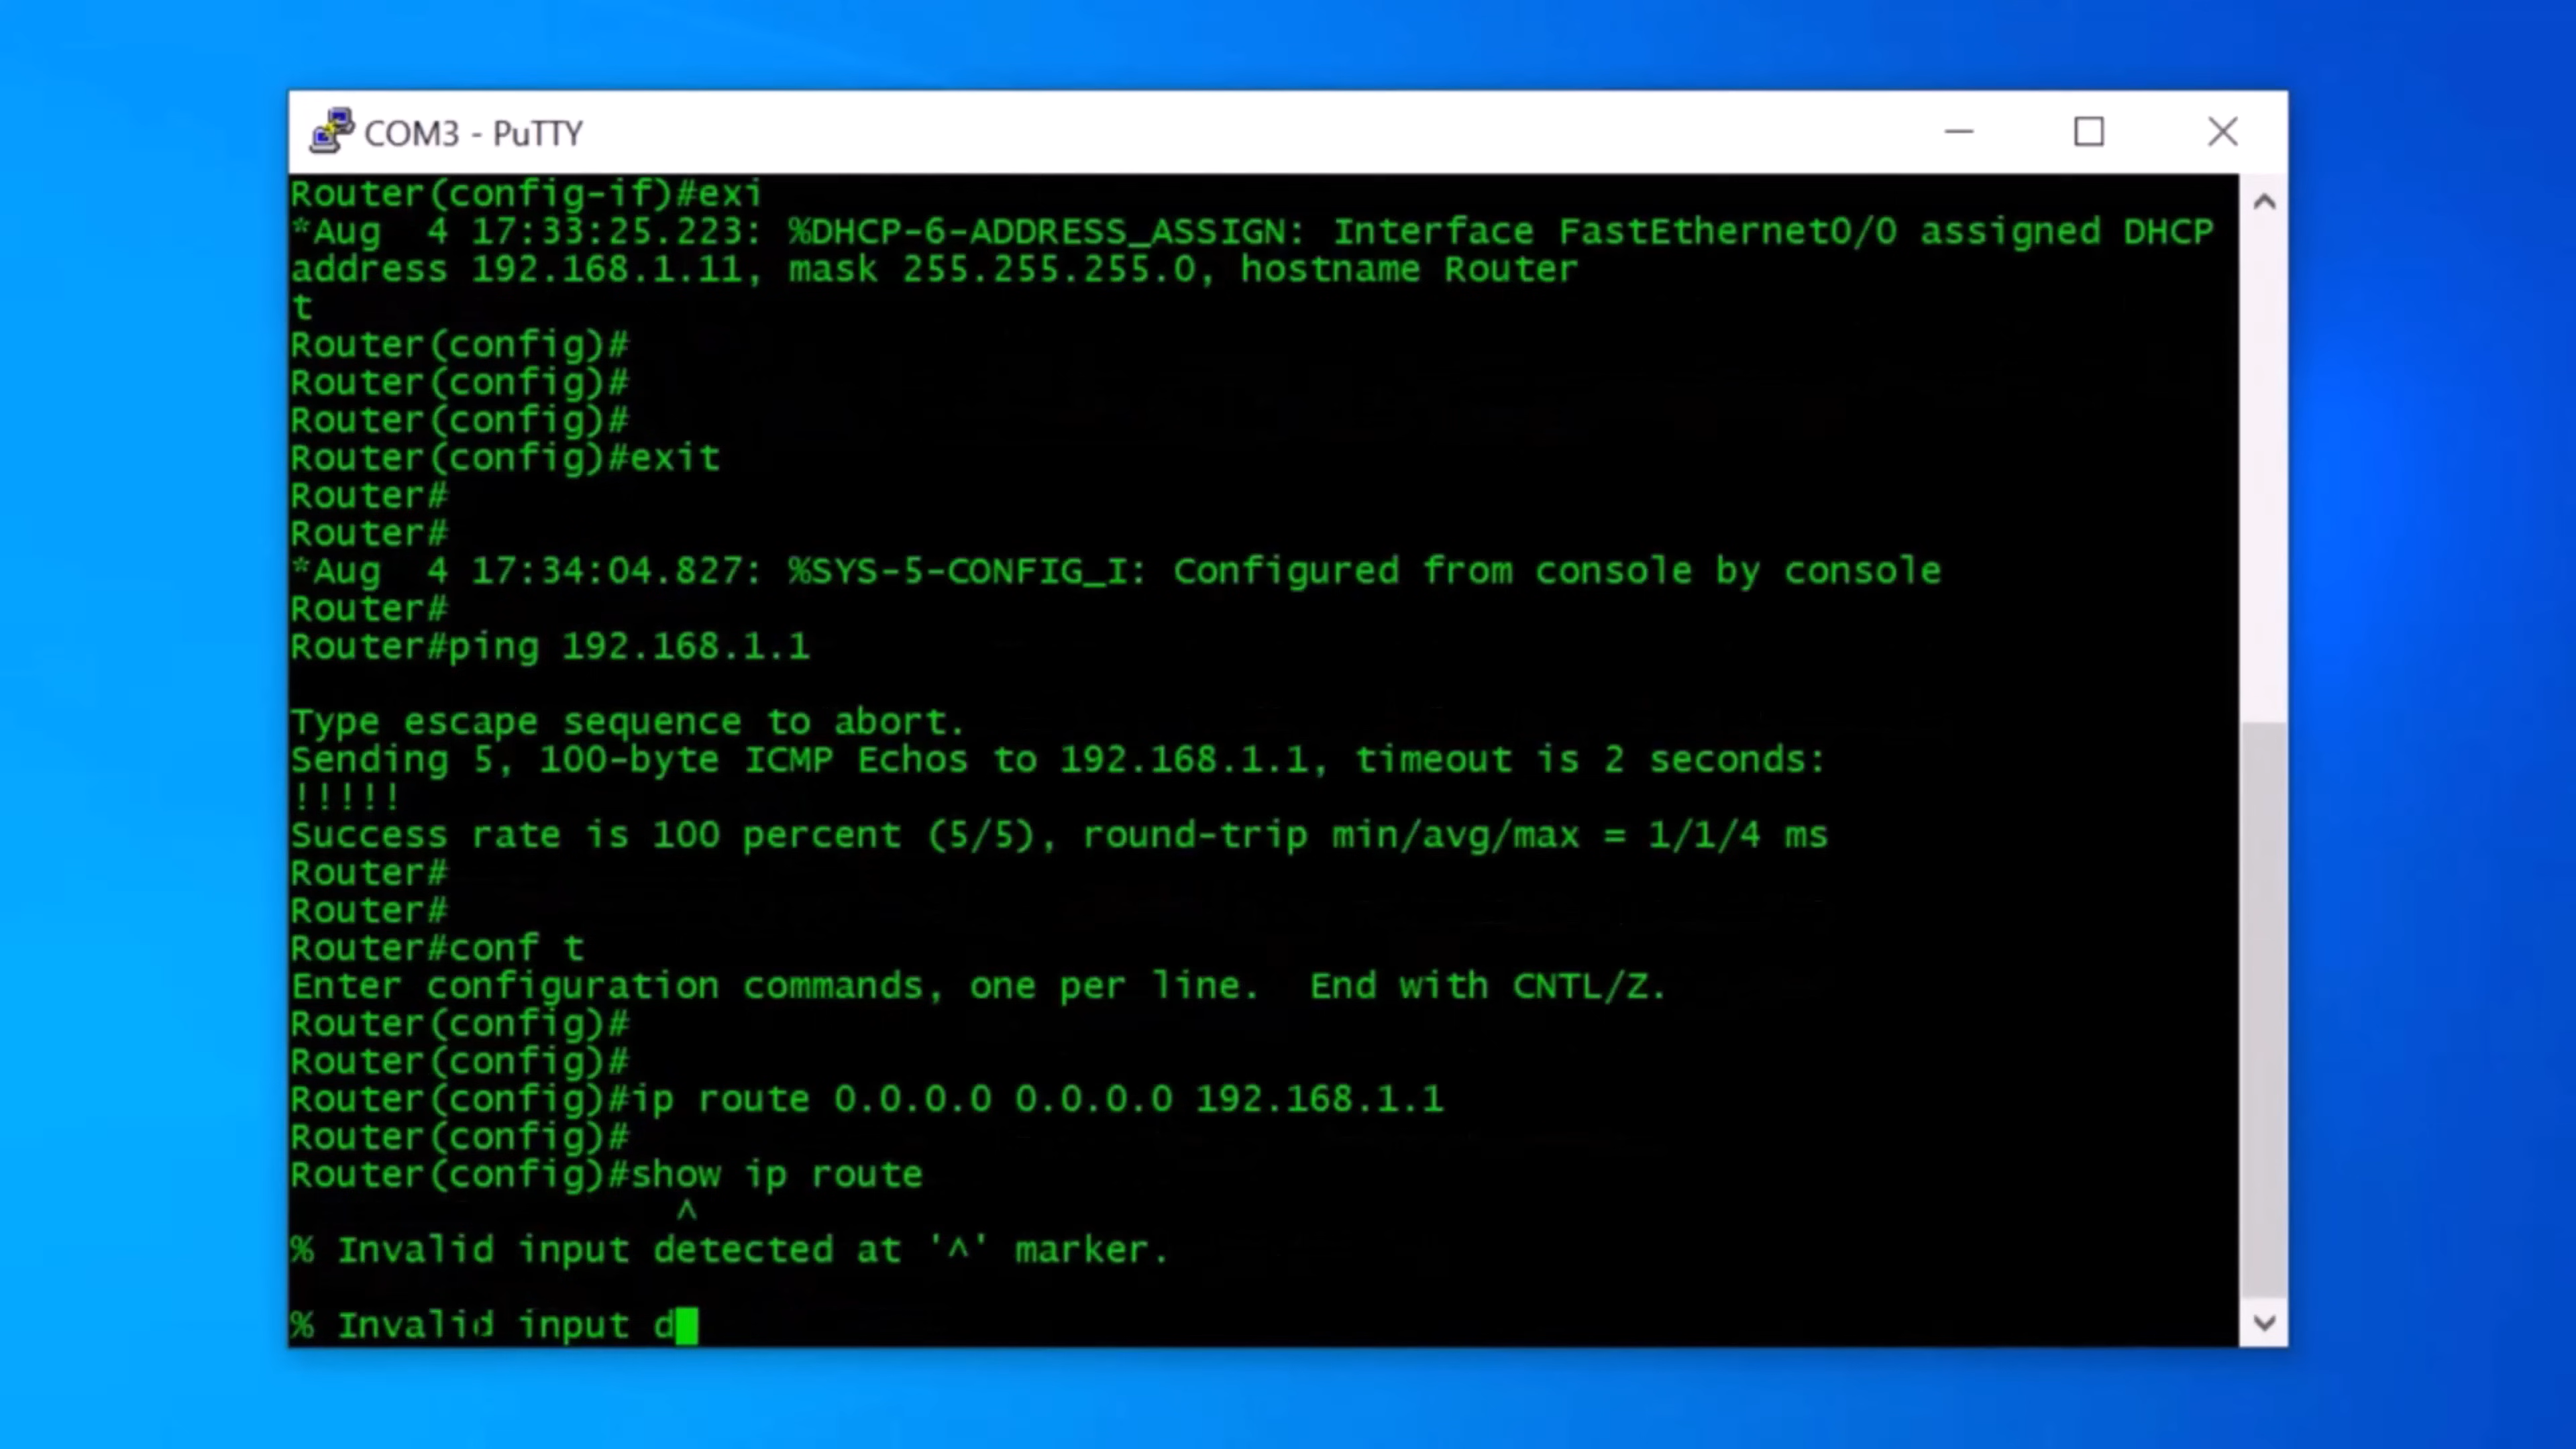 COM3 - PuTTY
Router(config-if)#exi
*Aug  4 17:33:25.223: %DHCP-6-ADDRESS_ASSIGN: Interface FastEthernet0/0 assigned DHCP
address 192.168.1.11, mask 255.255.255.0, hostname Router
t
Router(config)#
Router(config)#
Router(config)#
Router(config)#exit
Router#
Router#
*Aug  4 17:34:04.827: %SYS-5-CONFIG_I: Configured from console by console
Router#
Router#ping 192.168.1.1
Type escape sequence to abort.
Sending 5, 100-byte ICMP Echos to 192.168.1.1, timeout is 2 seconds:
!!!!!
Success rate is 100 percent (5/5), round-trip min/avg/max = 1/1/4 ms
Router#
Router#
Router#conf t
Enter configuration commands, one per line.  End with CNTL/Z.
Router(config)#
Router(config)#
Router(config)#ip route 0.0.0.0 0.0.0.0 192.168.1.1
Router(config)#
Router(config)#show ip route
^
% Invalid input detected at '^' marker.
% Invalid input d